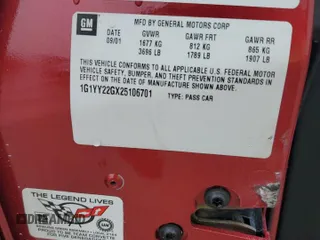 GM
MFD BY GENERAL MOTORS CORP
DATE GVWR GAWR FRT GAWR RR
09/01 1677 KG 812 KG 865 KG
3696 LB 1789 LB 1907 LB
THIS VEHICLE CONFORMS TO ALL APPLICABLE U.S. FEDERAL MOTOR
VEHICLE SAFETY, BUMPER, AND THEFT PREVENTION STANDARDS IN
EFFECT ON THE DATE OF MANUFACTURE SHOWN ABOVE.
1G1YY22GX25106701 TYPE: PASS CAR
THE LEGEND LIVES